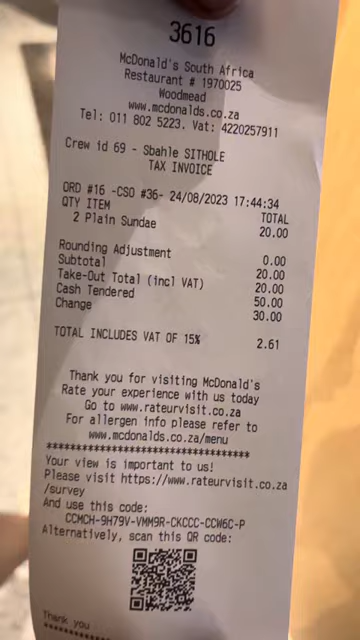 3616
McDonald's South Africa
Restaurant # 1970025
Woodmead
www.mcdonalds.co.za
Tel: 011 802 5223. Vat: 4220257911
Crew id 69 - Sbahle SITHOLE
TAX INVOICE
ORD #16 -CSO #36- 24/08/2023 17:44:34
QTY ITEM TOTAL
2 Plain Sundae 20.00
Rounding Adjustment 0.00
Subtotal 20.00
Take-Out Total (incl VAT) 20.00
Cash Tendered 50.00
Change 30.00
TOTAL INCLUDES VAT OF 15% 2.61
Thank you for visiting McDonald's
Rate your experience with us today
Go to www.rateurvisit.co.za
For allergen info please refer to
www.mcdonalds.co.za/menu
************************************
Your view is important to us!
Please visit https://www.rateurvisit.co.za
/survey
And use this code:
CCMCH-9H79V-VMM9R-CKCCC-CCW6C-P
Alternatively, scan this QR code:
Thank you